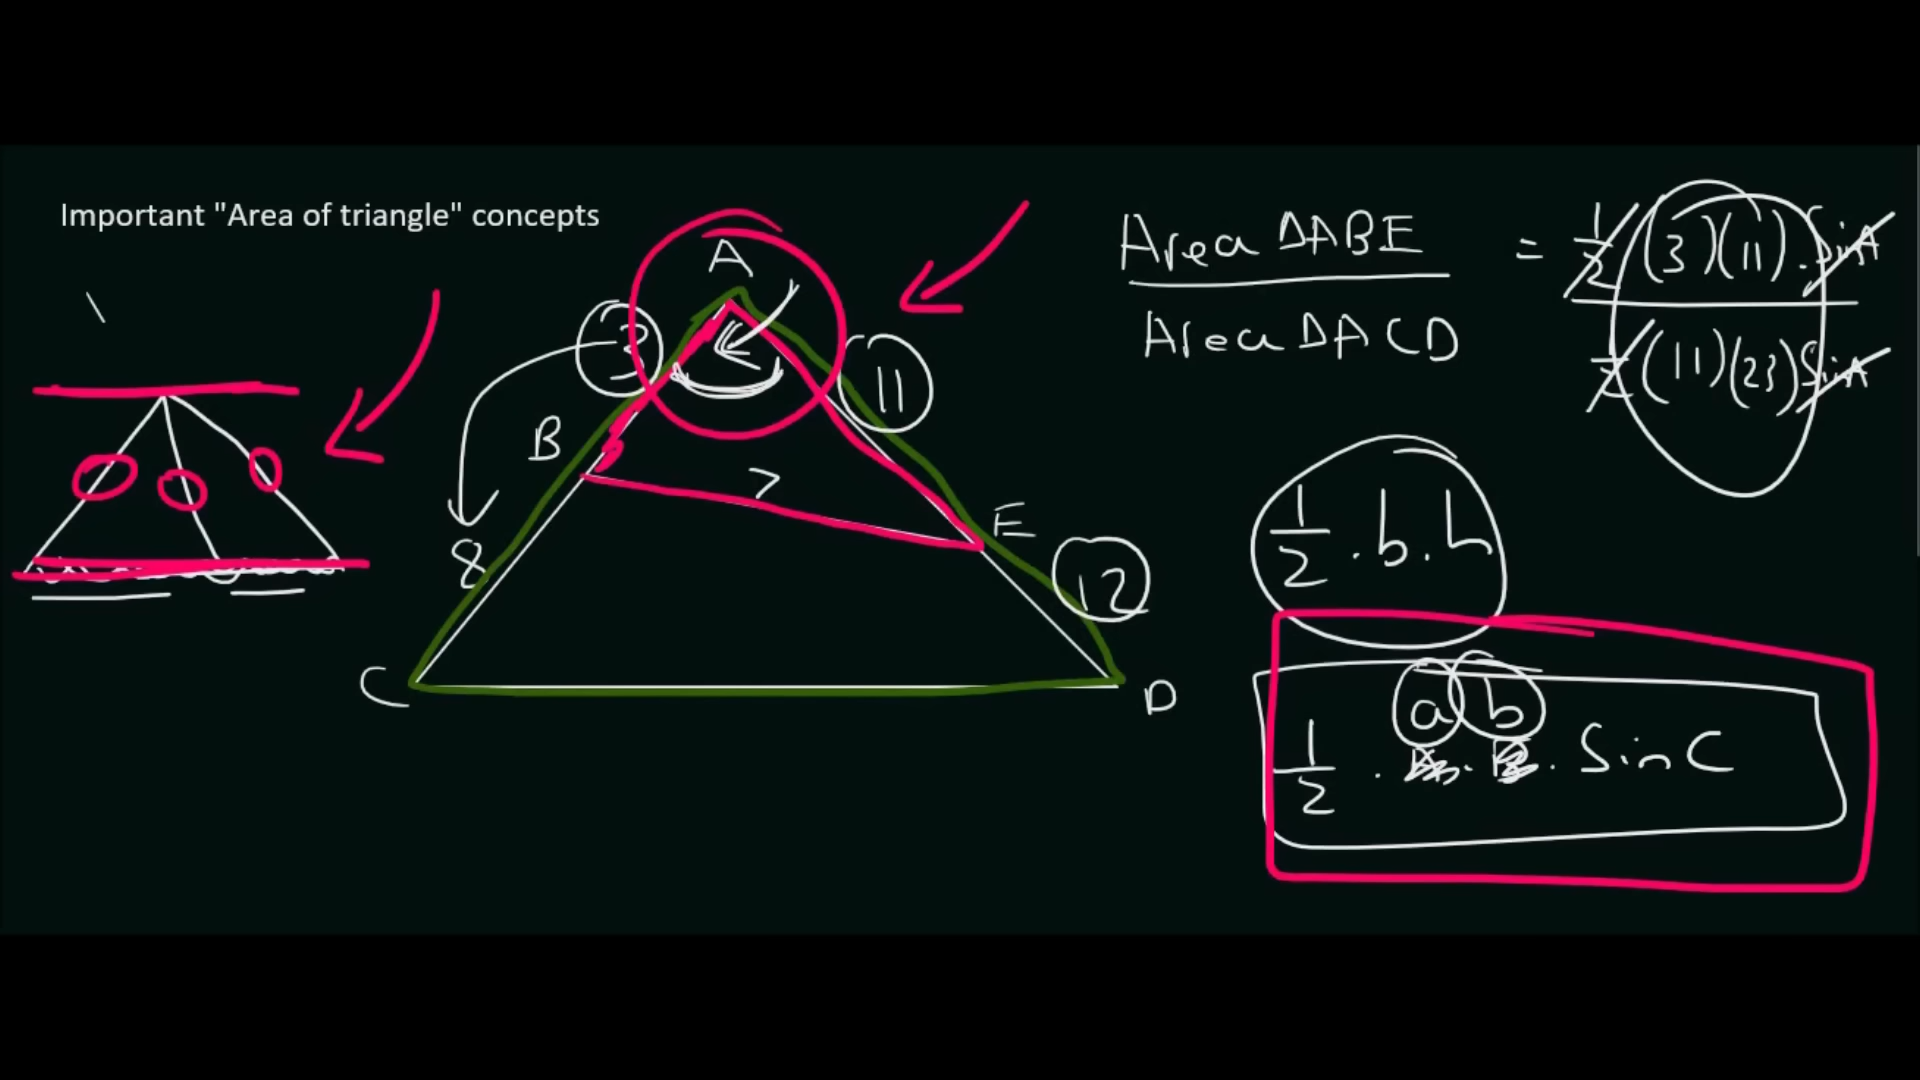 Important "Area of triangle" concepts
A
3
11
B
7
E
8
12
C
D
Area ΔABE = 1/2 (3)(11) . SinA
Area ΔACD 1/2 (11)(23) SinA
1/2 . b . h
a b
1/2 . . . Sin C